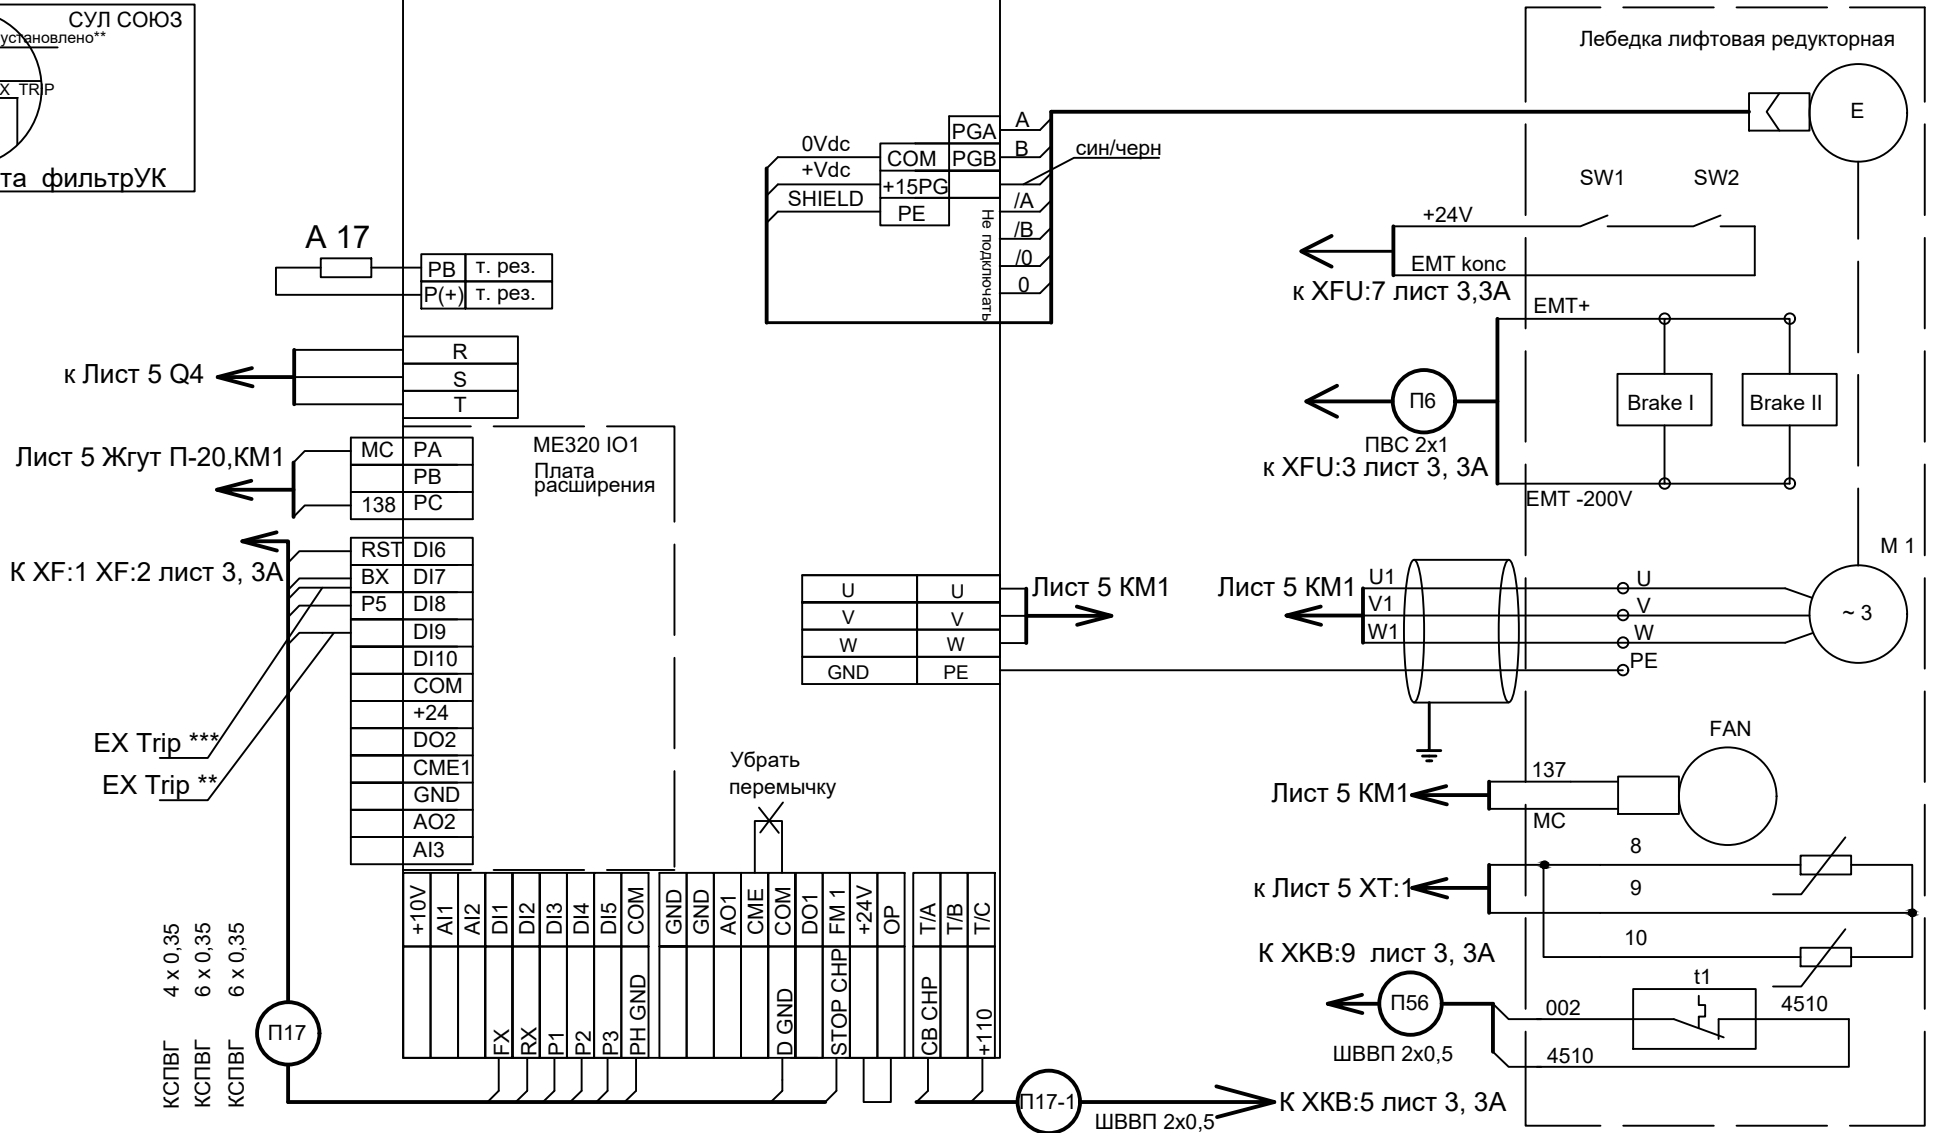 СУЛ СОЮЗ
установлено**
X TRIP
та фильтрУК
А 17
PB т. рез.
P(+) т. рез.
к Лист 5 Q4
R
S
T
Лист 5 Жгут П-20,КМ1
MC PA
PB
138 PC
ME320 IO1
Плата
расширения
К XF:1 XF:2 лист 3, 3А
RST DI6
BX DI7
P5 DI8
DI9
DI10
COM
+24
DO2
CME1
GND
AO2
AI3
EX Trip ***
EX Trip **
0Vdc
+Vdc
SHIELD
COM
+15PG
PE
PGA
PGB
A
B
син/черн
/A
/B
/0
0
Не подключать
U U
V V
W W
GND PE
Лист 5 КМ1
Убрать
перемычку
+10V
AI1
AI2
DI1
DI2
DI3
DI4
DI5
COM
GND
GND
AO1
CME
COM
DO1
FM 1
+24V
OP
T/A
T/B
T/C
FX
RX
P1
P2
P3
PH GND
D GND
STOP CHP
CB CHP
+110
КСПВГ 4 x 0,35
КСПВГ 6 x 0,35
КСПВГ 6 x 0,35
П17
П17-1
ШВВП 2x0,5
К ХКВ:5 лист 3, 3А
Лебедка лифтовая редукторная
E
SW1 SW2
+24V
EMT konc
к XFU:7 лист 3,3А
EMT+
П6
ПВС 2x1
к XFU:3 лист 3, 3А
Brake I
Brake II
EMT -200V
M 1
Лист 5 КМ1
U1
V1
W1
U
V
W
PE
~ 3
FAN
137
Лист 5 КМ1
MC
8
к Лист 5 ХТ:1
9
10
К ХКВ:9 лист 3, 3А
t1
П56
002
4510
ШВВП 2x0,5
4510